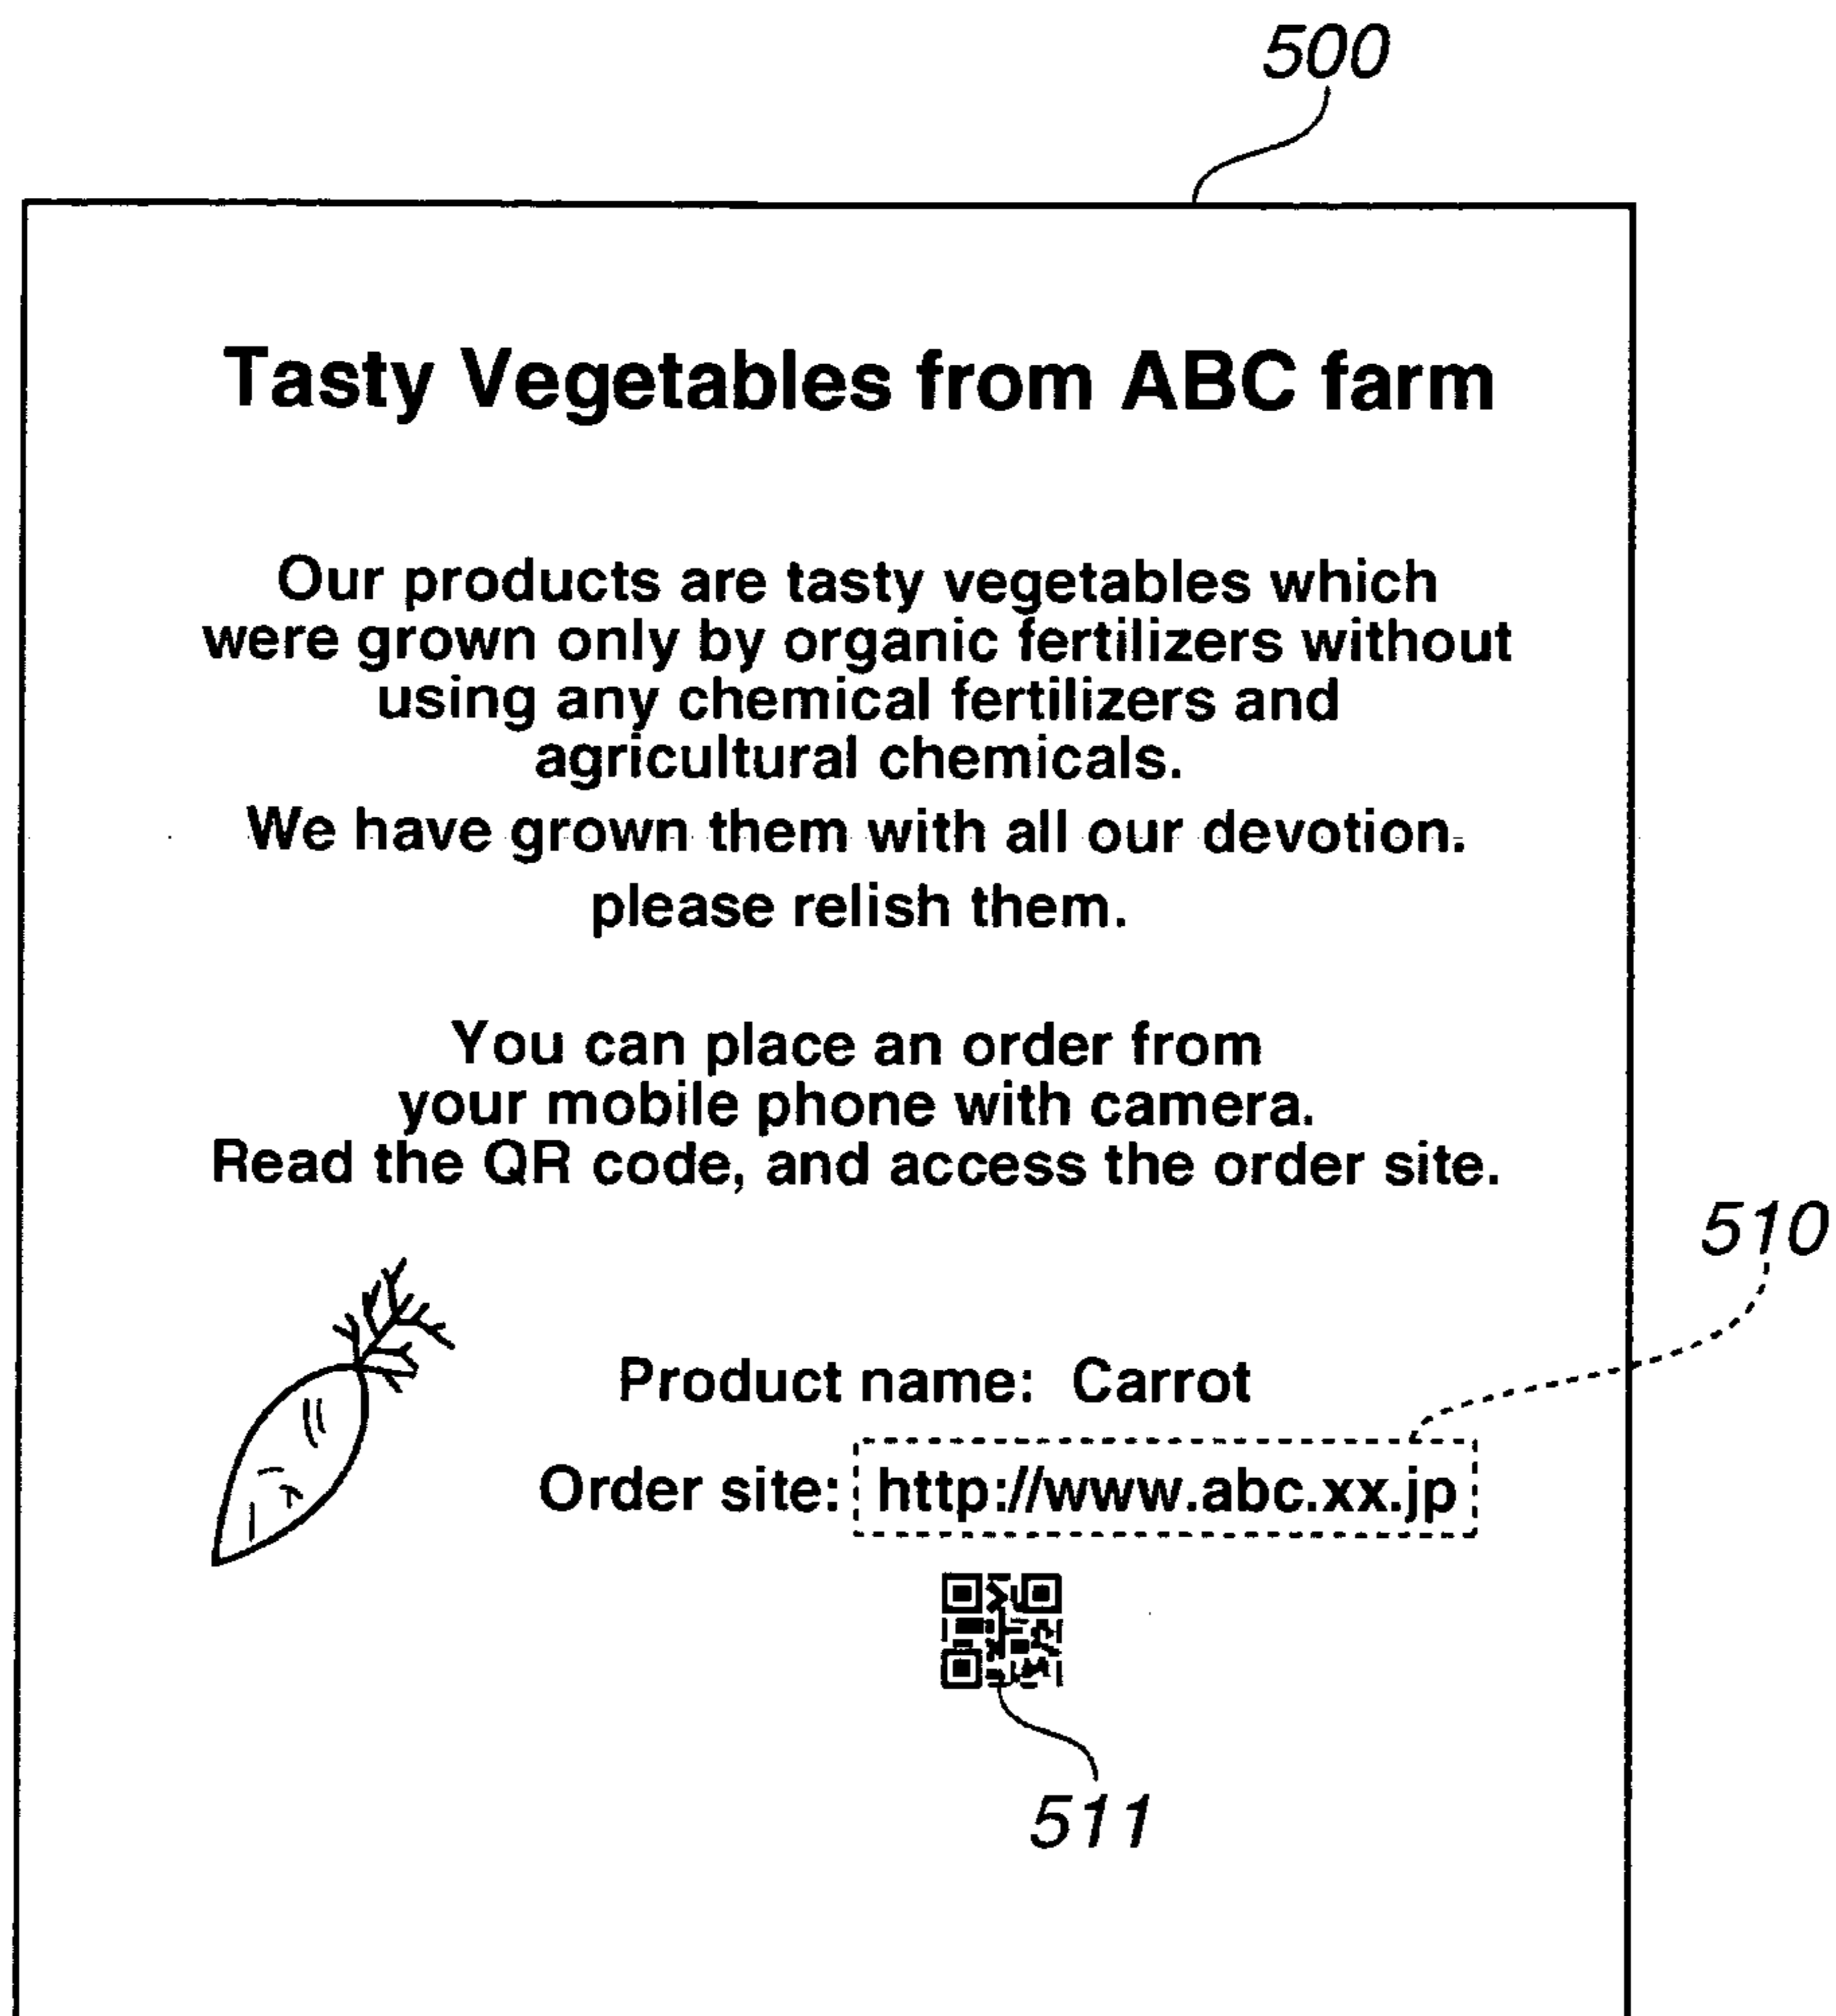 500
Tasty Vegetables from ABC farm
Our products are tasty vegetables which
were grown only by organic fertilizers without
using any chemical fertilizers and
agricultural chemicals.
We have grown them with all our devotion.
please relish them.
You can place an order from
your mobile phone with camera.
Read the QR code, and access the order site.
510
Product name: Carrot
Order site: http://www.abc.xx.jp
511